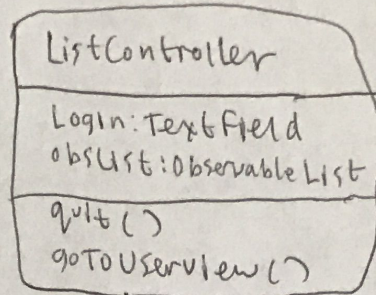 ListController
Login: TextField
obsList: ObservableList
quit()
goToUserView()